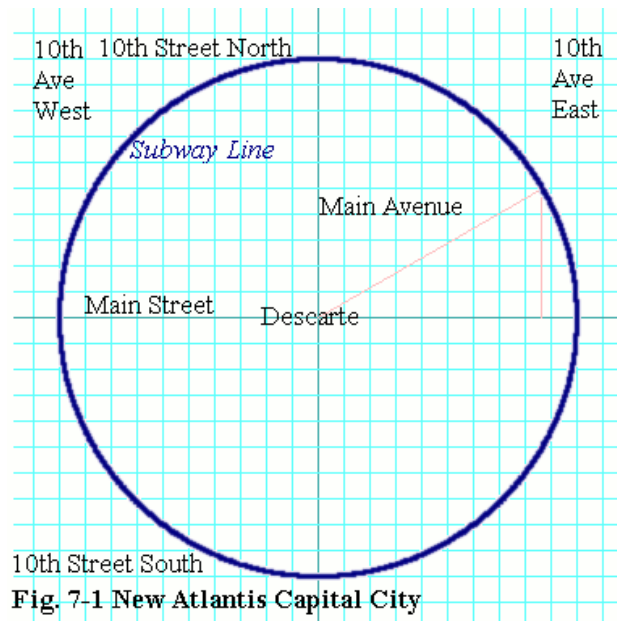 10th Street North
10th
Ave
West
10th
Ave
East
Subway Line
Main Avenue
Main Street
Descarte
10th Street South
Fig. 7-1 New Atlantis Capital City